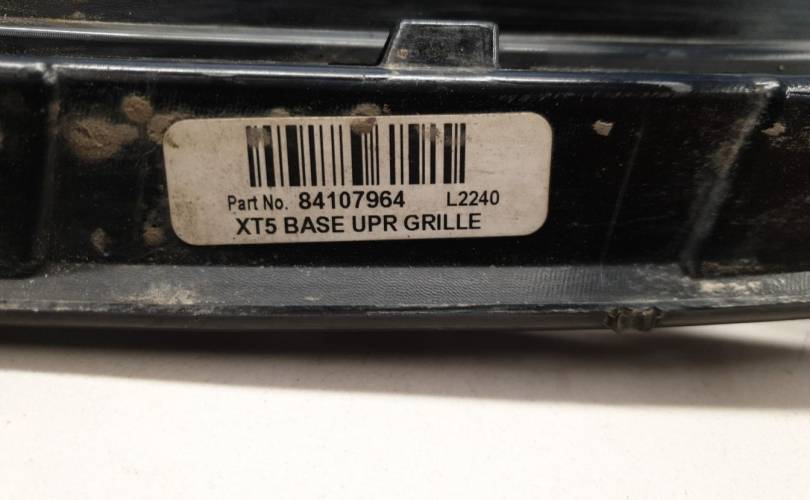 Part No. 84107964 L2240
XT5 BASE UPR GRILLE